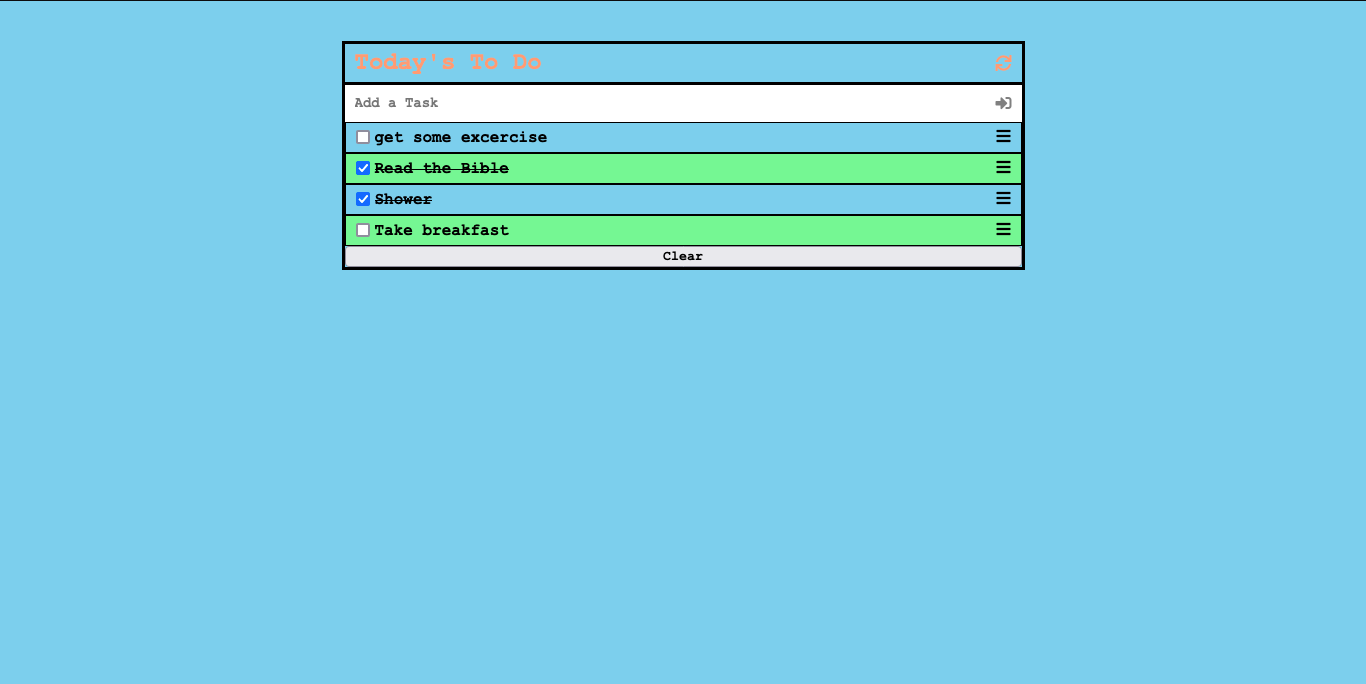 Today's To Do
Add a Task
get some excercise
Read the Bible
Shower
Take breakfast
Clear